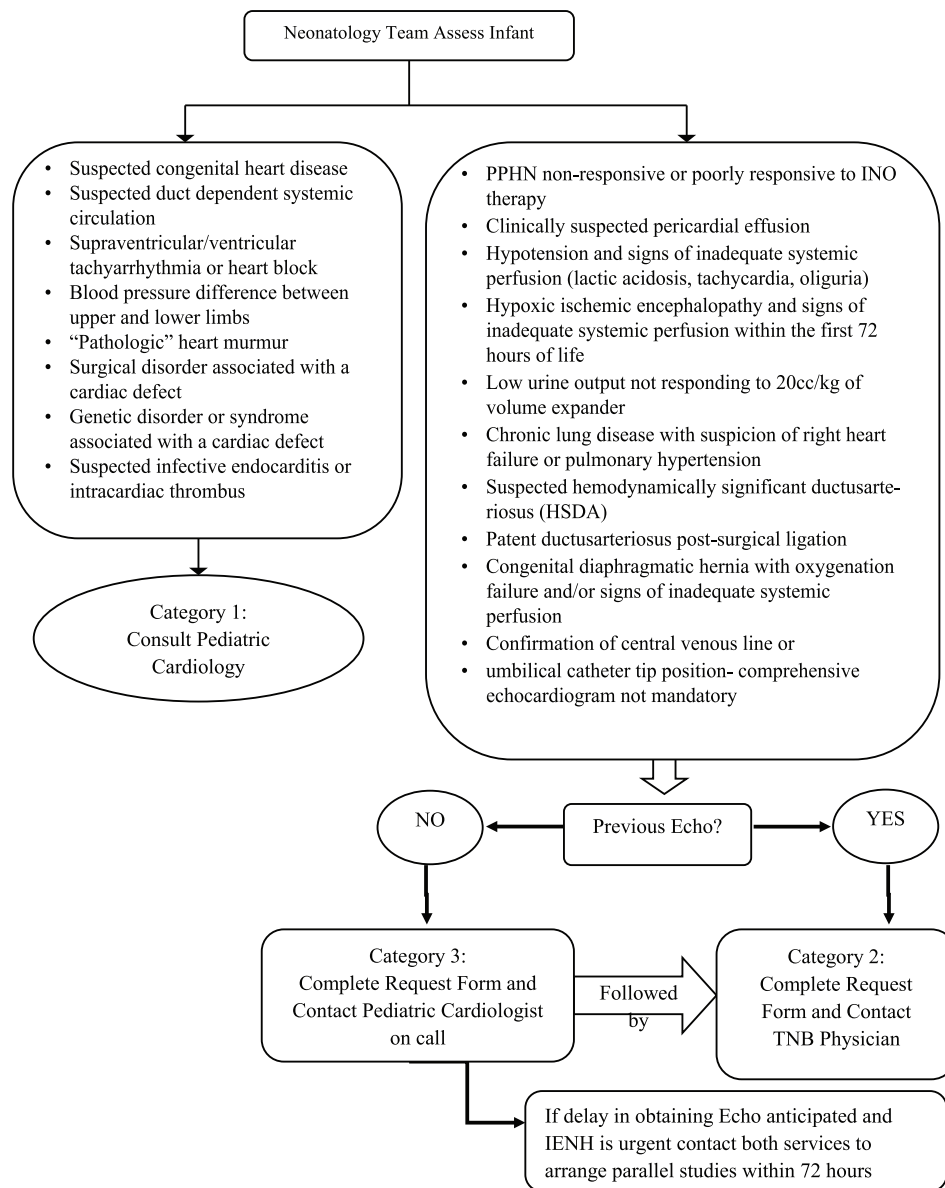 Neonatology Team Assess Infant
• Suspected congenital heart disease
• Suspected duct dependent systemic
circulation
• Supraventricular/ventricular
tachyarrhythmia or heart block
• Blood pressure difference between
upper and lower limbs
• “Pathologic” heart murmur
• Surgical disorder associated with a
cardiac defect
• Genetic disorder or syndrome
associated with a cardiac defect
• Suspected infective endocarditis or
intracardiac thrombus
Category 1:
Consult Pediatric
Cardiology
• PPHN non-responsive or poorly responsive to INO
therapy
• Clinically suspected pericardial effusion
• Hypotension and signs of inadequate systemic
perfusion (lactic acidosis, tachycardia, oliguria)
• Hypoxic ischemic encephalopathy and signs of
inadequate systemic perfusion within the first 72
hours of life
• Low urine output not responding to 20cc/kg of
volume expander
• Chronic lung disease with suspicion of right heart
failure or pulmonary hypertension
• Suspected hemodynamically significant ductusarte-
riosus (HSDA)
• Patent ductusarteriosus post-surgical ligation
• Congenital diaphragmatic hernia with oxygenation
failure and/or signs of inadequate systemic
perfusion
• Confirmation of central venous line or
• umbilical catheter tip position- comprehensive
echocardiogram not mandatory
NO
Previous Echo?
YES
Category 3:
Complete Request Form and
Contact Pediatric Cardiologist
on call
Followed
by
Category 2:
Complete Request
Form and Contact
TNB Physician
If delay in obtaining Echo anticipated and
IENH is urgent contact both services to
arrange parallel studies within 72 hours